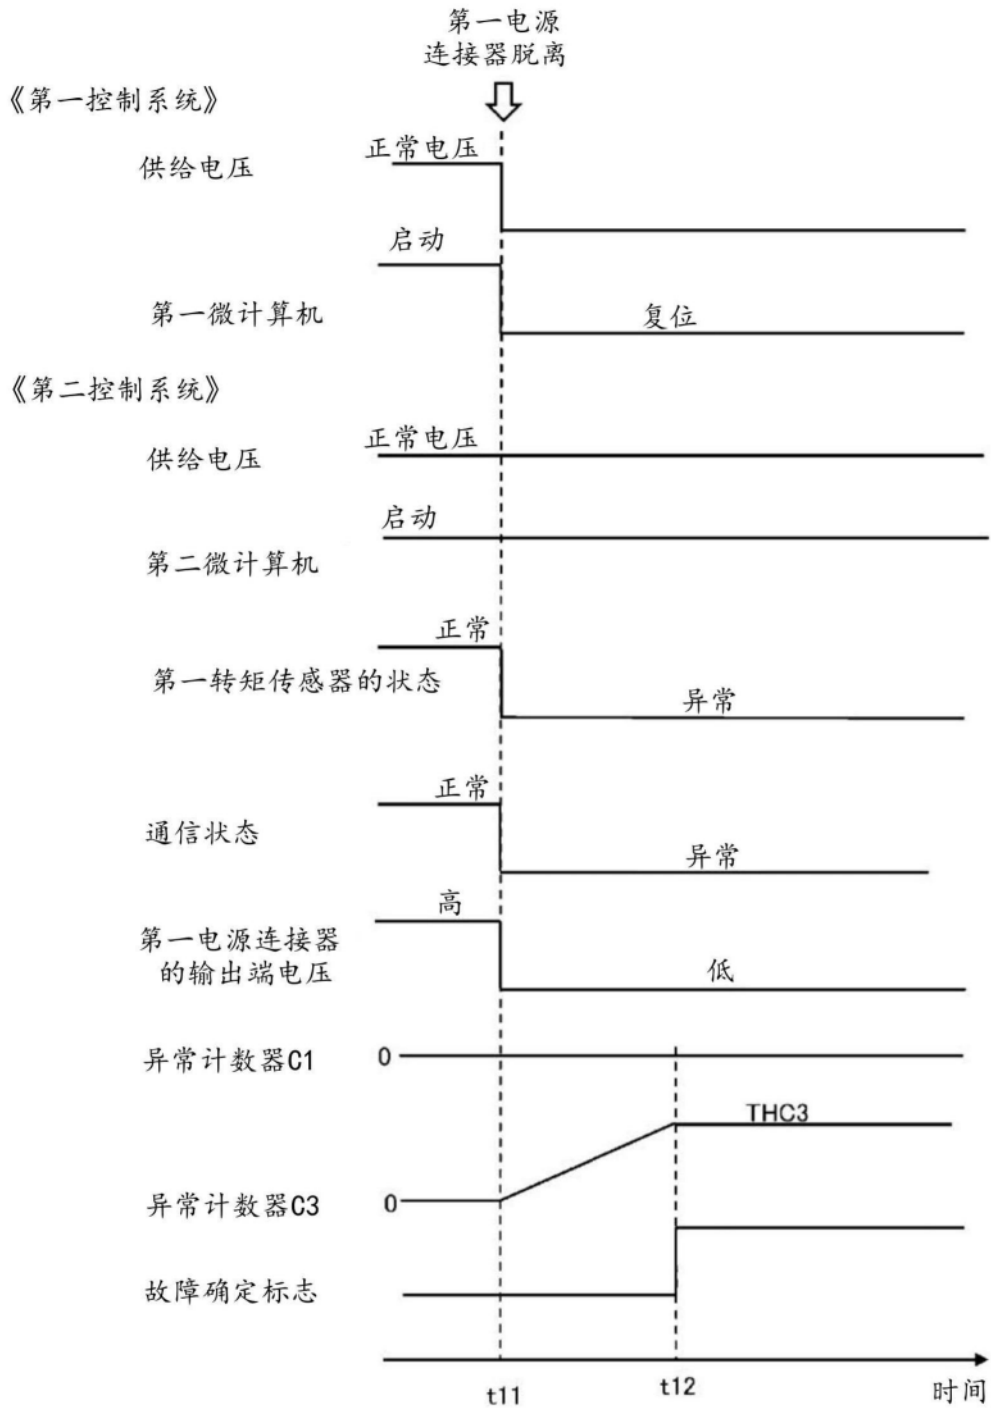 第一电源
连接器脱离
《第一控制系统》
正常电压
供给电压
启动
第一微计算机
复位
《第二控制系统》
正常电压
供给电压
启动
第二微计算机
正常
第一转矩传感器的状态
异常
正常
通信状态
异常
高
第一电源连接器
的输出端电压
低
异常计数器C1
0
THC3
异常计数器C3
0
故障确定标志
t11
t12
时间